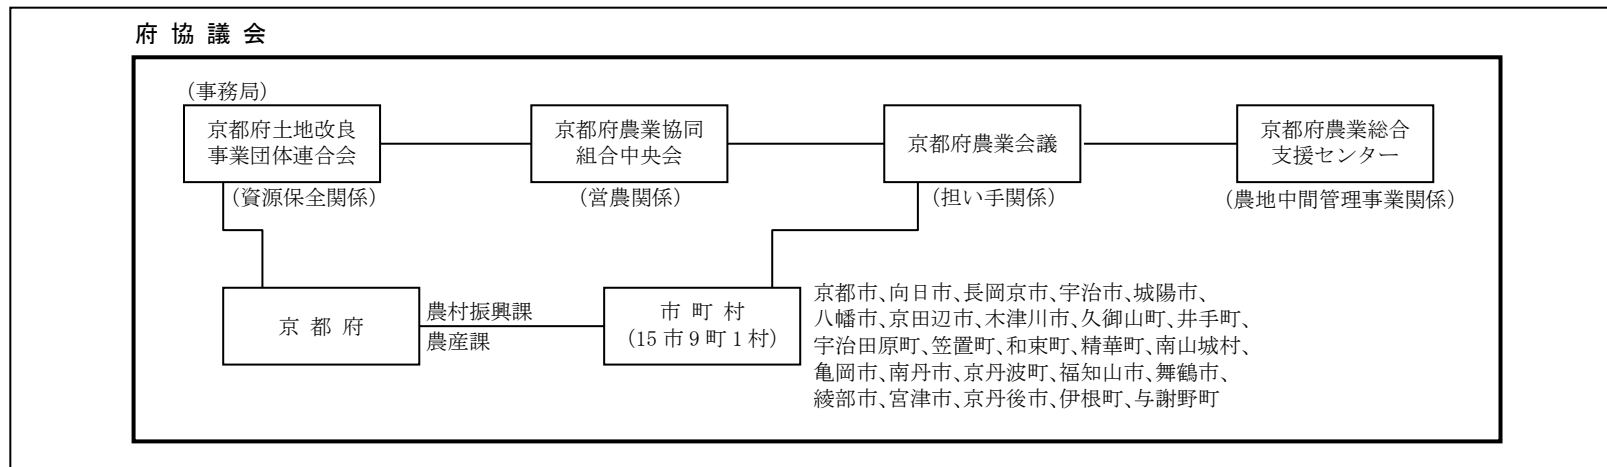 府協議会
(事務局)
京都府土地改良
事業団体連合会
(資源保全関係)
京都府農業協同
組合中央会
(営農関係)
京都府農業会議
(担い手関係)
京都府農業総合
支援センター
(農地中間管理事業関係)
京都府
農村振興課
農産課
市町村
(15市9町1村)
京都市、向日市、長岡京市、宇治市、城陽市、
八幡市、京田辺市、木津川市、久御山町、井手町、
宇治田原町、笠置町、和束町、精華町、南山城村、
亀岡市、南丹市、京丹波町、福知山市、舞鶴市、
綾部市、宮津市、京丹後市、伊根町、与謝野町